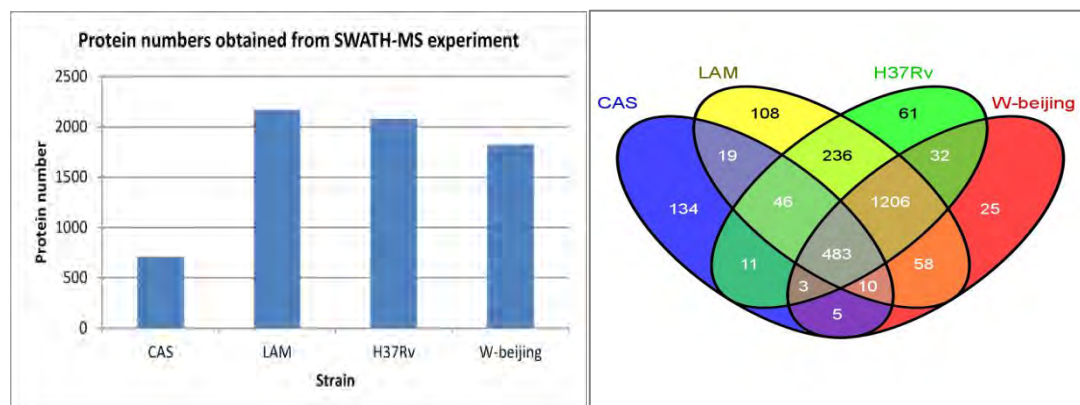 Protein numbers obtained from SWATH-MS experiment
2500
2000
1500
1000
500
0
Protein number
CAS LAM H37Rv W-beijing
Strain
LAM H37Rv
CAS W-beijing
108 61
19 236 32
134 46 1206 25
483
11 58
3 10
5